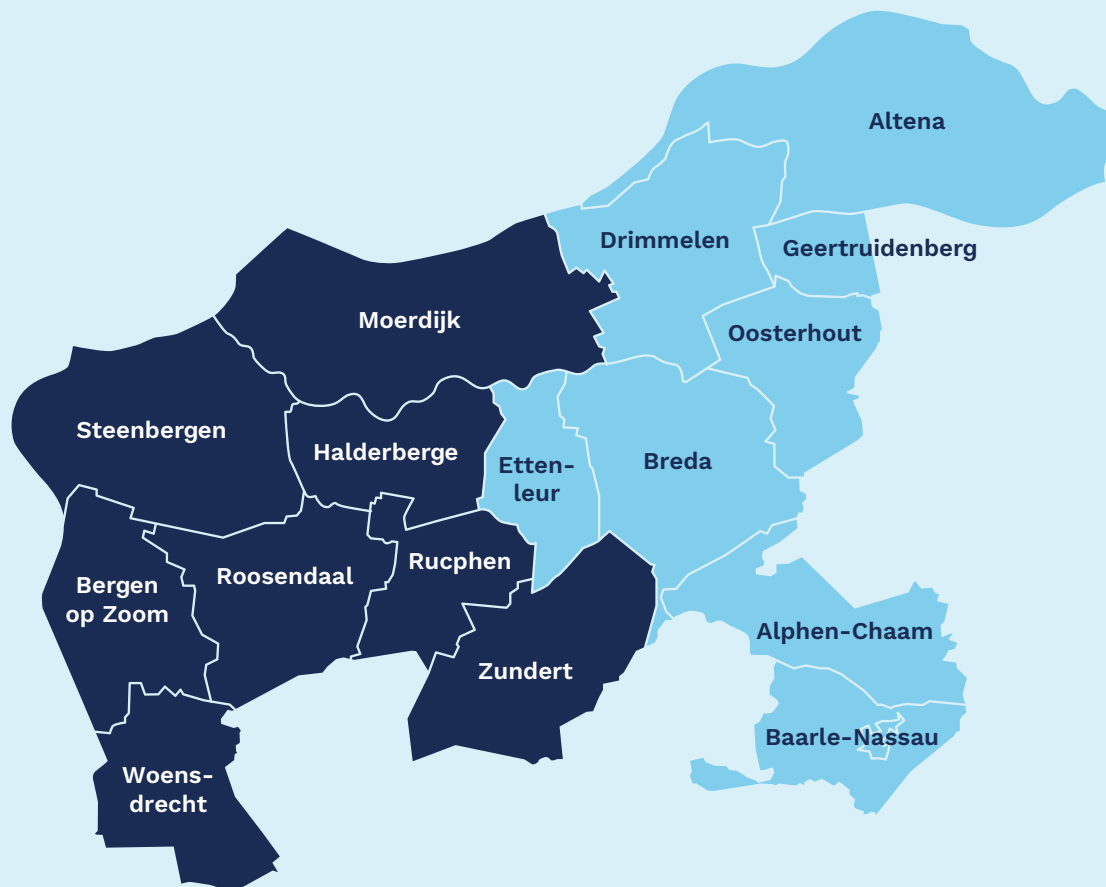 Altena
Drimmelen
Geertruidenberg
Moerdijk
Oosterhout
Steenbergen
Halderberge
Etten-
leur
Breda
Bergen
op Zoom
Roosendaal
Rucphen
Alphen-Chaam
Zundert
Baarle-Nassau
Woens-
drecht